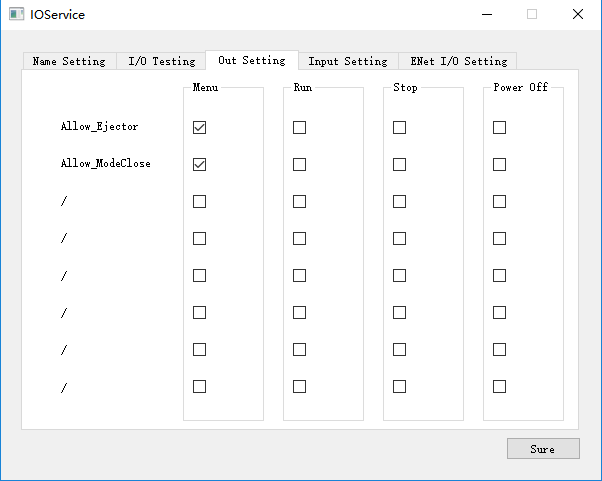 IOService
Name Setting I/O Testing Out Setting Input Setting ENet I/O Setting
Menu Run Stop Power Off
Allow_Ejector
Allow_ModeClose
/
/
/
/
/
/
Sure